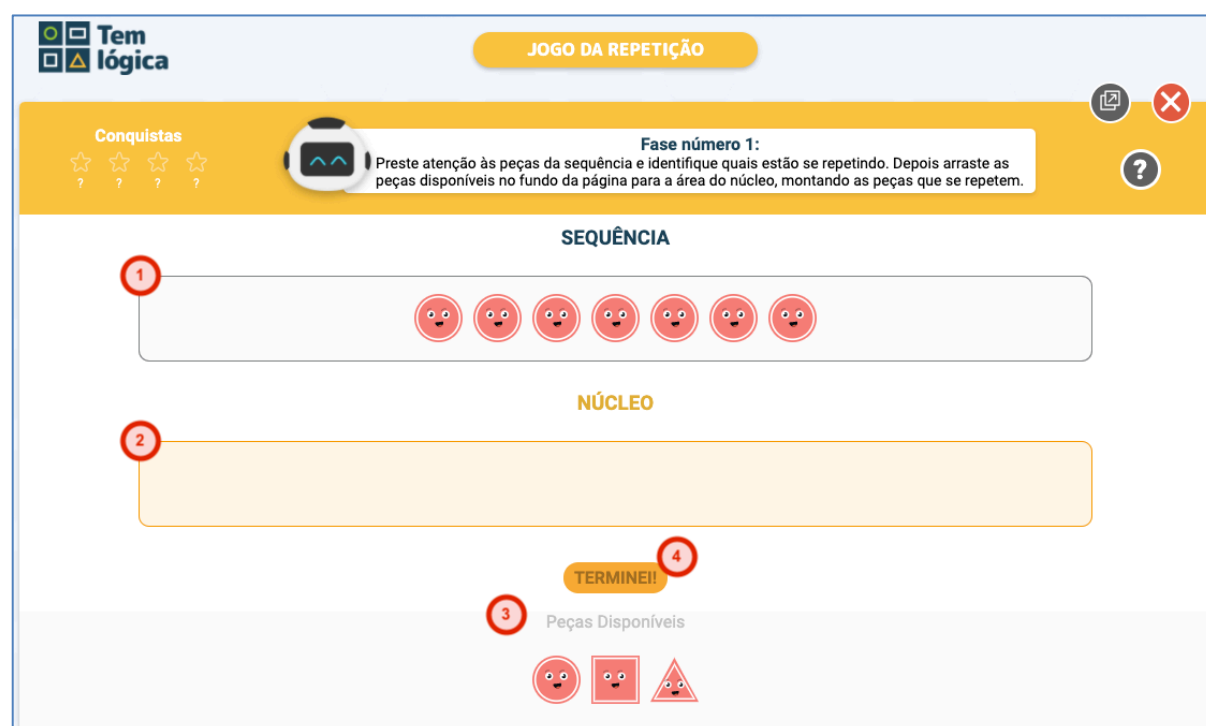 Tem
lógica
JOGO DA REPETIÇÃO
Conquistas
? ? ? ?
Fase número 1:
Preste atenção às peças da sequência e identifique quais estão se repetindo. Depois arraste as
peças disponíveis no fundo da página para a área do núcleo, montando as peças que se repetem.
?
SEQUÊNCIA
1
NÚCLEO
2
4
TERMINEI!
3
Peças Disponíveis